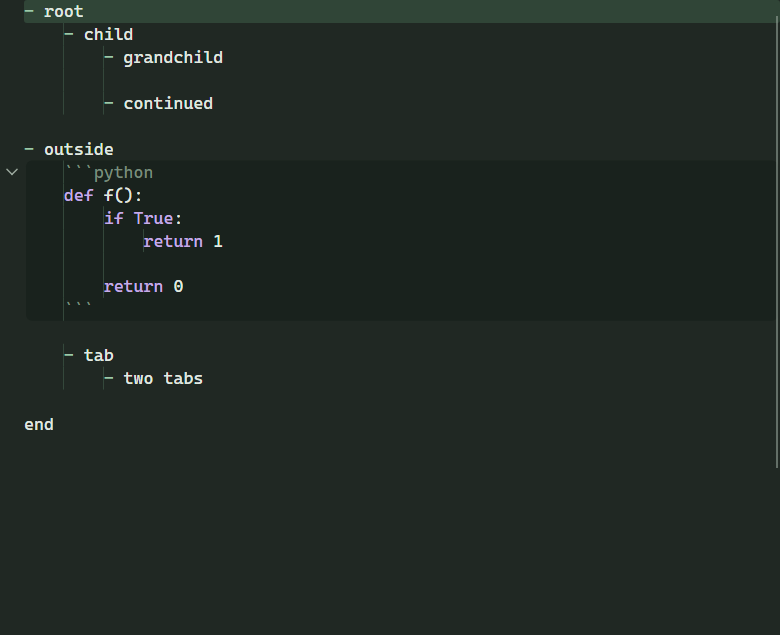 - root
    - child
        - grandchild

        - continued

- outside
    ```python
    def f():
        if True:
            return 1

        return 0
    ```

    - tab
        - two tabs

end